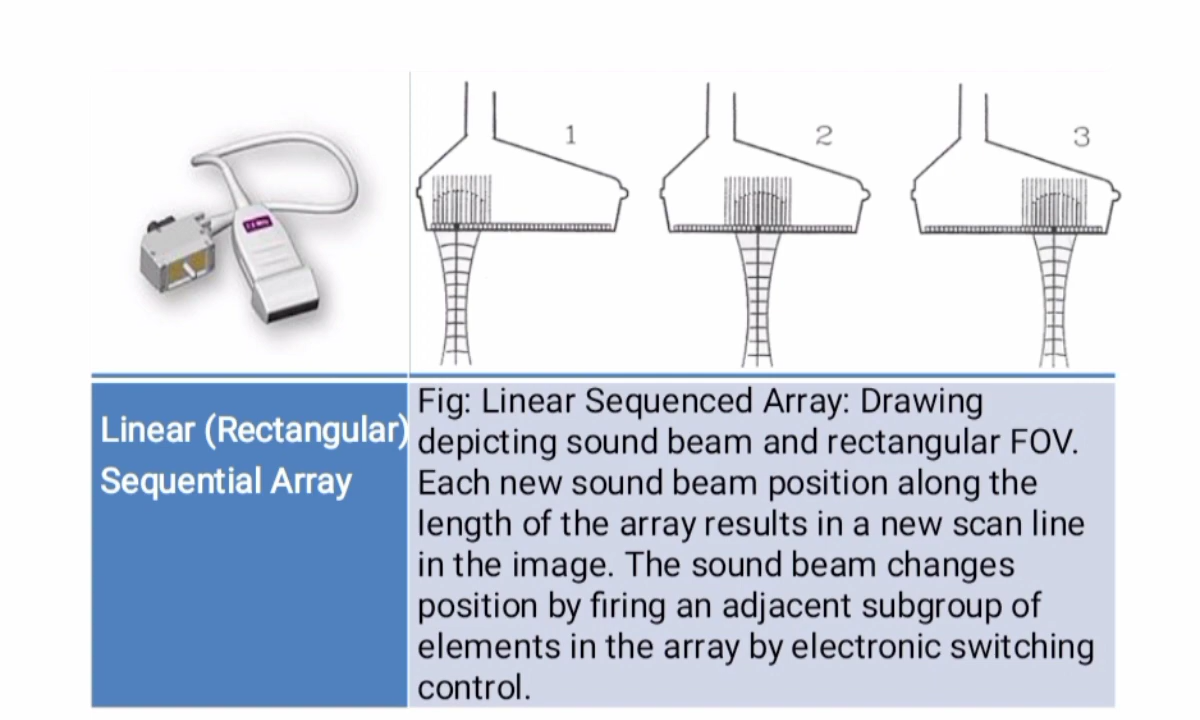 1
2
3
Linear (Rectangular)
Sequential Array
Fig: Linear Sequenced Array: Drawing
depicting sound beam and rectangular FOV.
Each new sound beam position along the
length of the array results in a new scan line
in the image. The sound beam changes
position by firing an adjacent subgroup of
elements in the array by electronic switching
control.